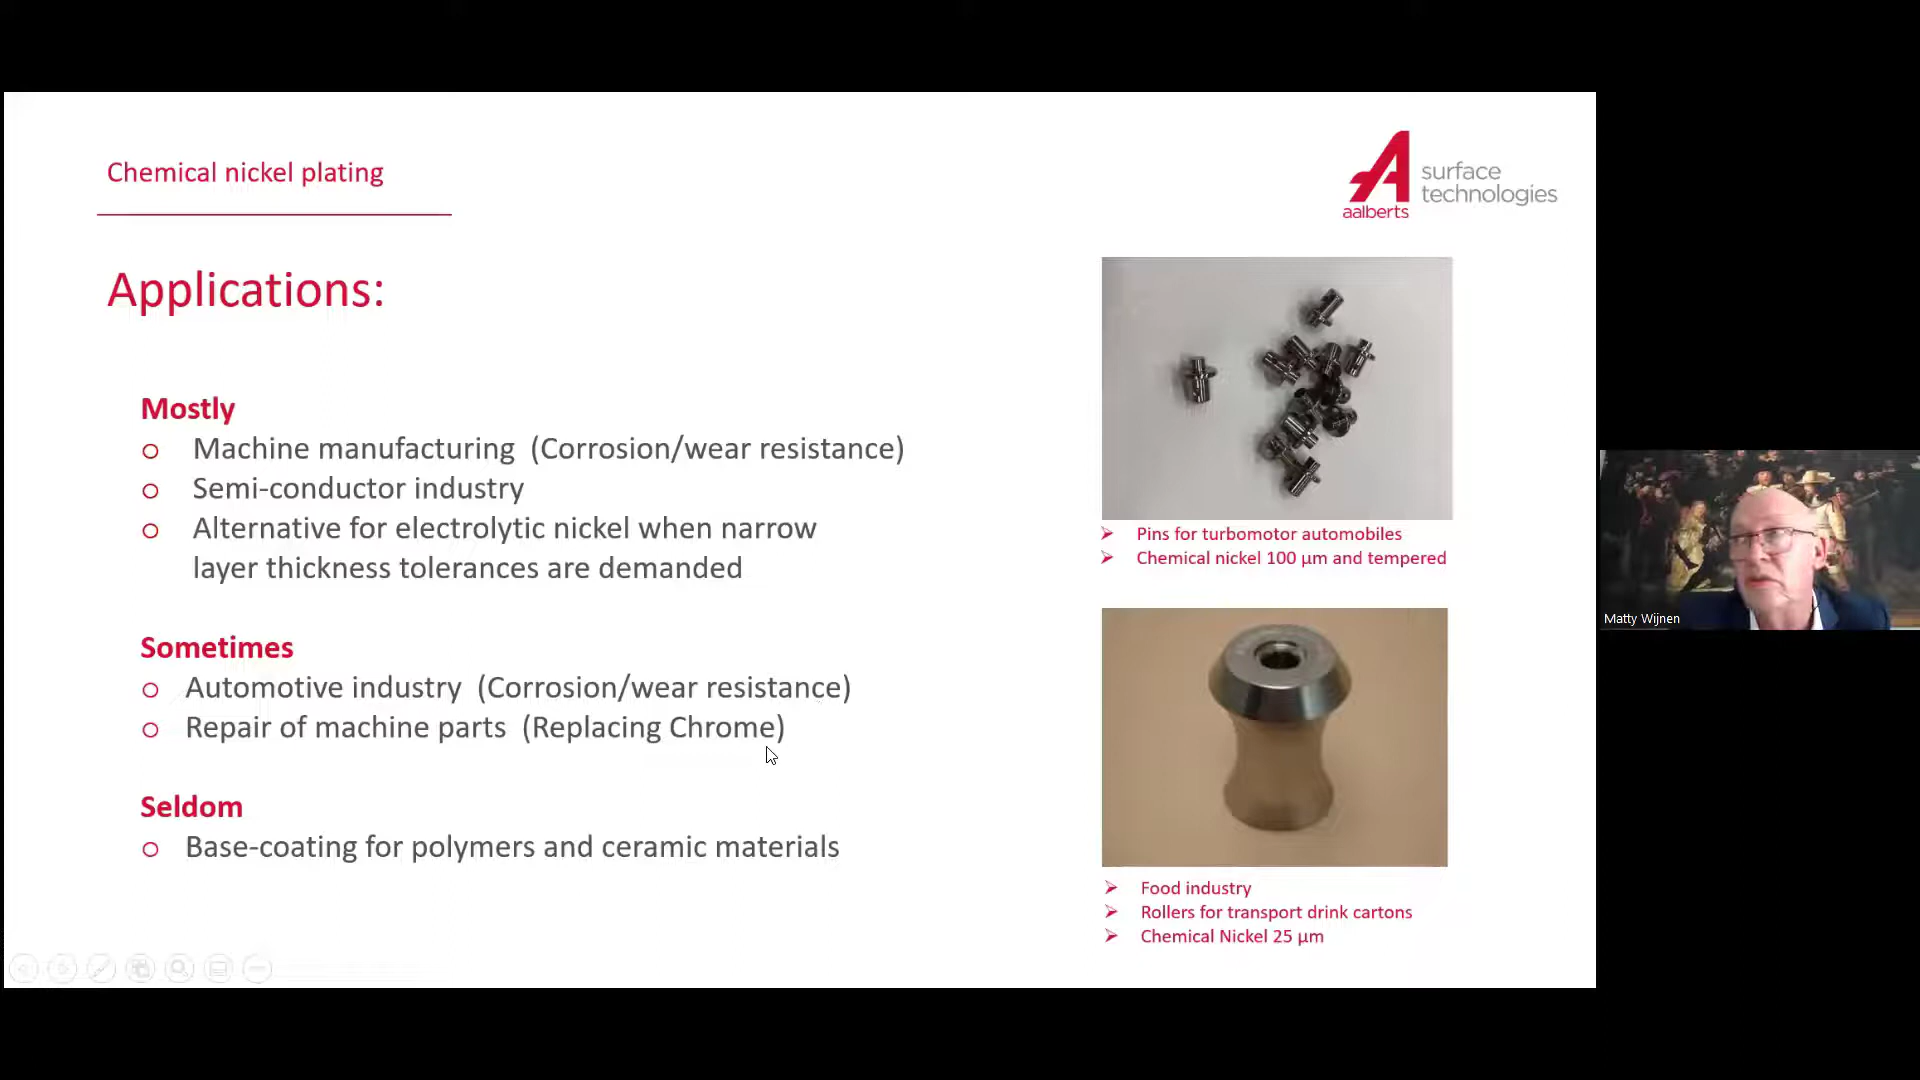 Chemical nickel plating
aalberts
surface
technologies
Applications:
Mostly
Machine manufacturing (Corrosion/wear resistance)
Semi-conductor industry
Alternative for electrolytic nickel when narrow
layer thickness tolerances are demanded
Sometimes
Automotive industry (Corrosion/wear resistance)
Repair of machine parts (Replacing Chrome)
Seldom
Base-coating for polymers and ceramic materials
Pins for turbomotor automobiles
Chemical nickel 100 µm and tempered
Food industry
Rollers for transport drink cartons
Chemical Nickel 25 µm
Matty Wijnen